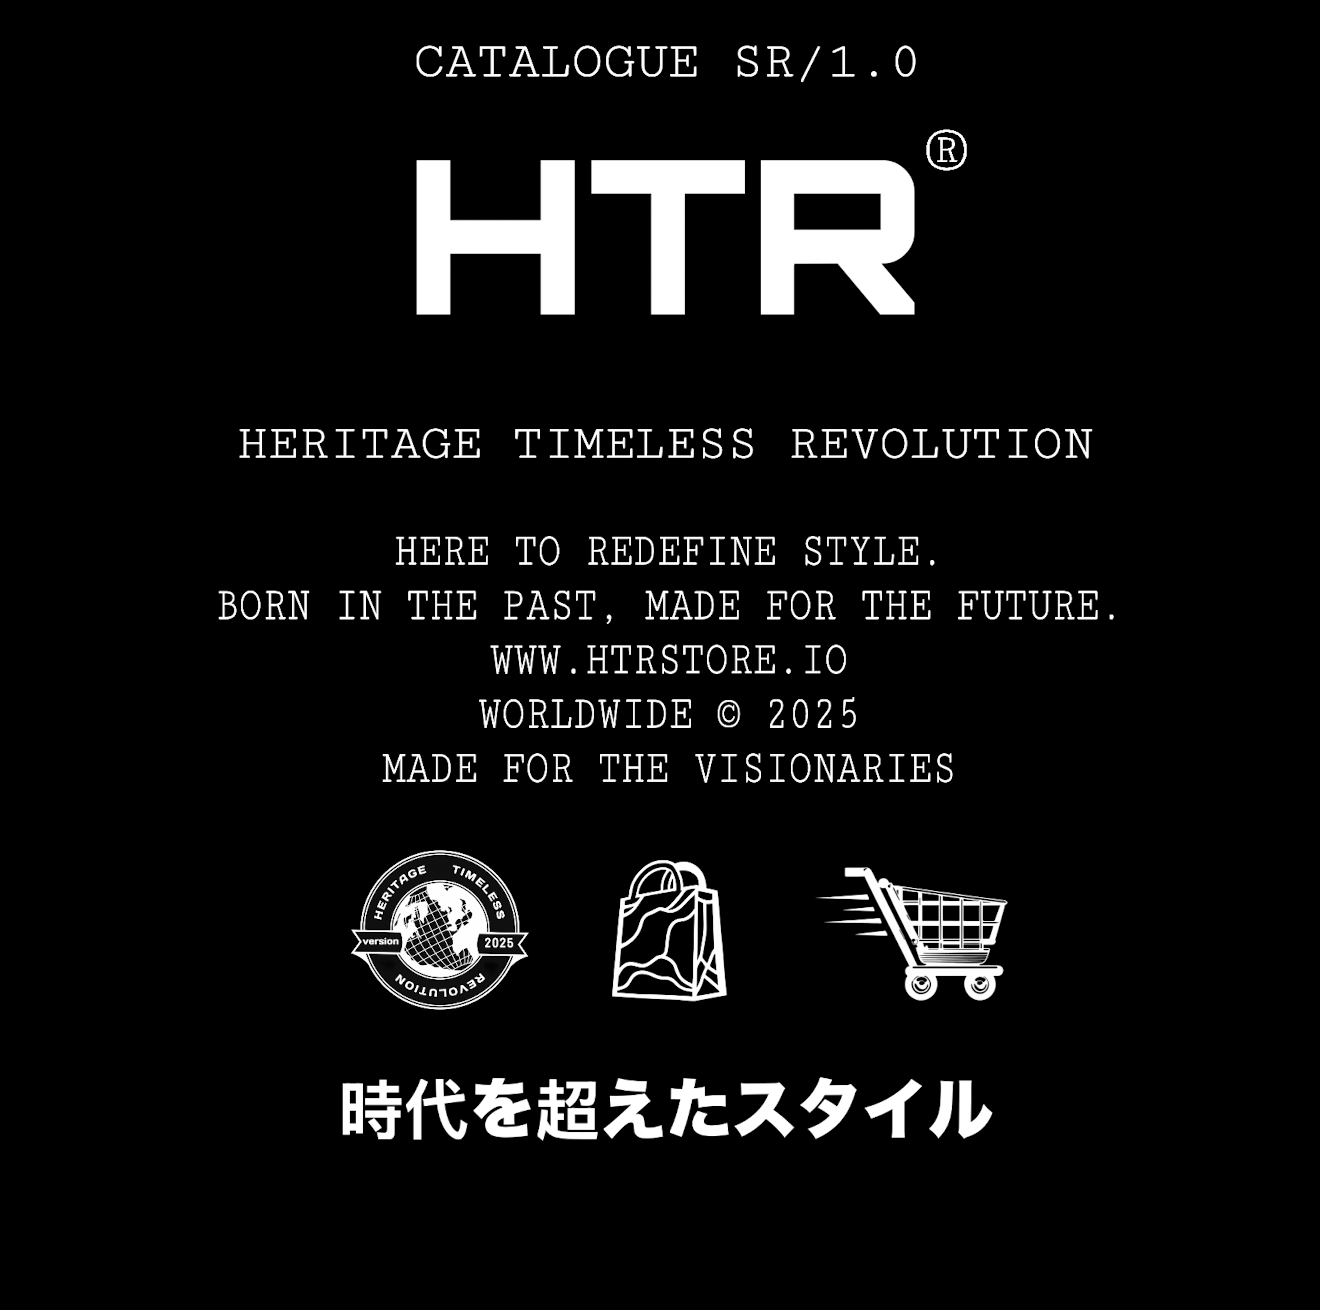 CATALOGUE SR/1.0
HTR®
HERITAGE TIMELESS REVOLUTION
HERE TO REDEFINE STYLE.
BORN IN THE PAST, MADE FOR THE FUTURE.
WWW.HTRSTORE.IO
WORLDWIDE © 2025
MADE FOR THE VISIONARIES
HERITAGE TIMELESS
version 2025
REVOLUTION
時代を超えたスタイル